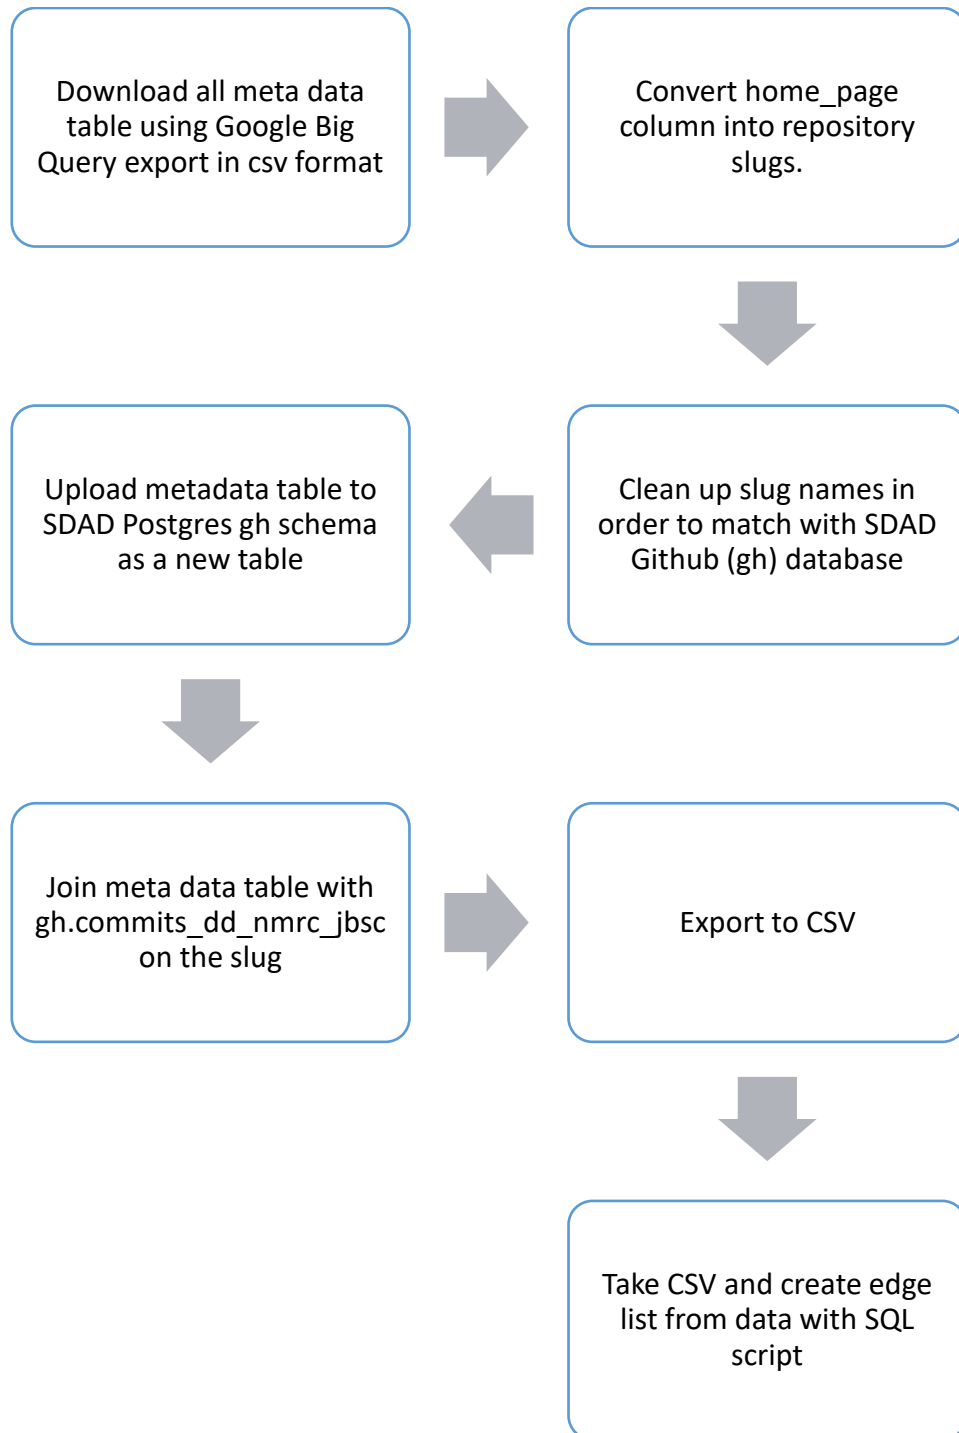 Download all meta data
table using Google Big
Query export in csv format
Convert home_page
column into repository
slugs.
Clean up slug names in
order to match with SDAD
Github (gh) database
Upload metadata table to
SDAD Postgres gh schema
as a new table
Join meta data table with
gh.commits_dd_nmrc_jbsc
on the slug
Export to CSV
Take CSV and create edge
list from data with SQL
script